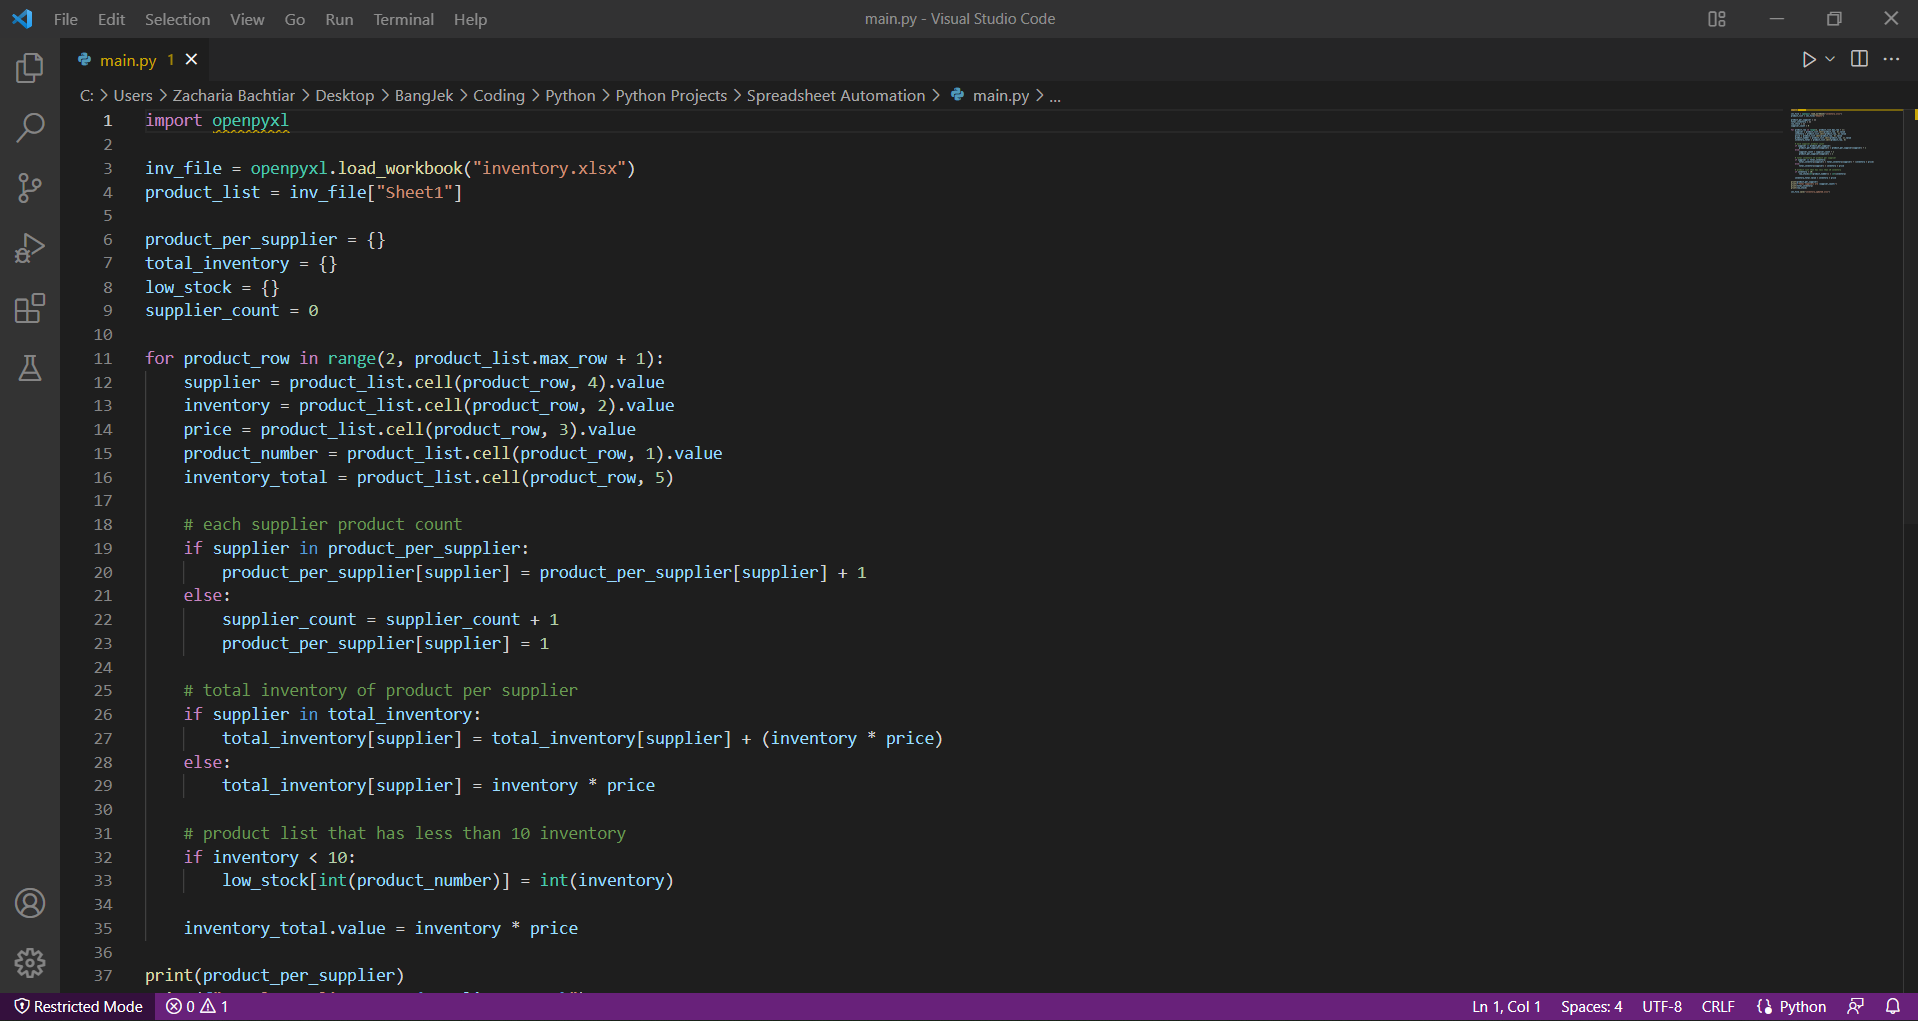 File Edit Selection View Go Run Terminal Help
main.py - Visual Studio Code
main.py 1
C: > Users > Zacharia Bachtiar > Desktop > BangJek > Coding > Python > Python Projects > Spreadsheet Automation > main.py > ...
1 import openpyxl
2
3 inv_file = openpyxl.load_workbook("inventory.xlsx")
4 product_list = inv_file["Sheet1"]
5
6 product_per_supplier = {}
7 total_inventory = {}
8 low_stock = {}
9 supplier_count = 0
10
11 for product_row in range(2, product_list.max_row + 1):
12 supplier = product_list.cell(product_row, 4).value
13 inventory = product_list.cell(product_row, 2).value
14 price = product_list.cell(product_row, 3).value
15 product_number = product_list.cell(product_row, 1).value
16 inventory_total = product_list.cell(product_row, 5)
17
18 # each supplier product count
19 if supplier in product_per_supplier:
20 product_per_supplier[supplier] = product_per_supplier[supplier] + 1
21 else:
22 supplier_count = supplier_count + 1
23 product_per_supplier[supplier] = 1
24
25 # total inventory of product per supplier
26 if supplier in total_inventory:
27 total_inventory[supplier] = total_inventory[supplier] + (inventory * price)
28 else:
29 total_inventory[supplier] = inventory * price
30
31 # product list that has less than 10 inventory
32 if inventory < 10:
33 low_stock[int(product_number)] = int(inventory)
34
35 inventory_total.value = inventory * price
36
37 print(product_per_supplier)
Restricted Mode 0 1
Ln 1, Col 1 Spaces: 4 UTF-8 CRLF Python